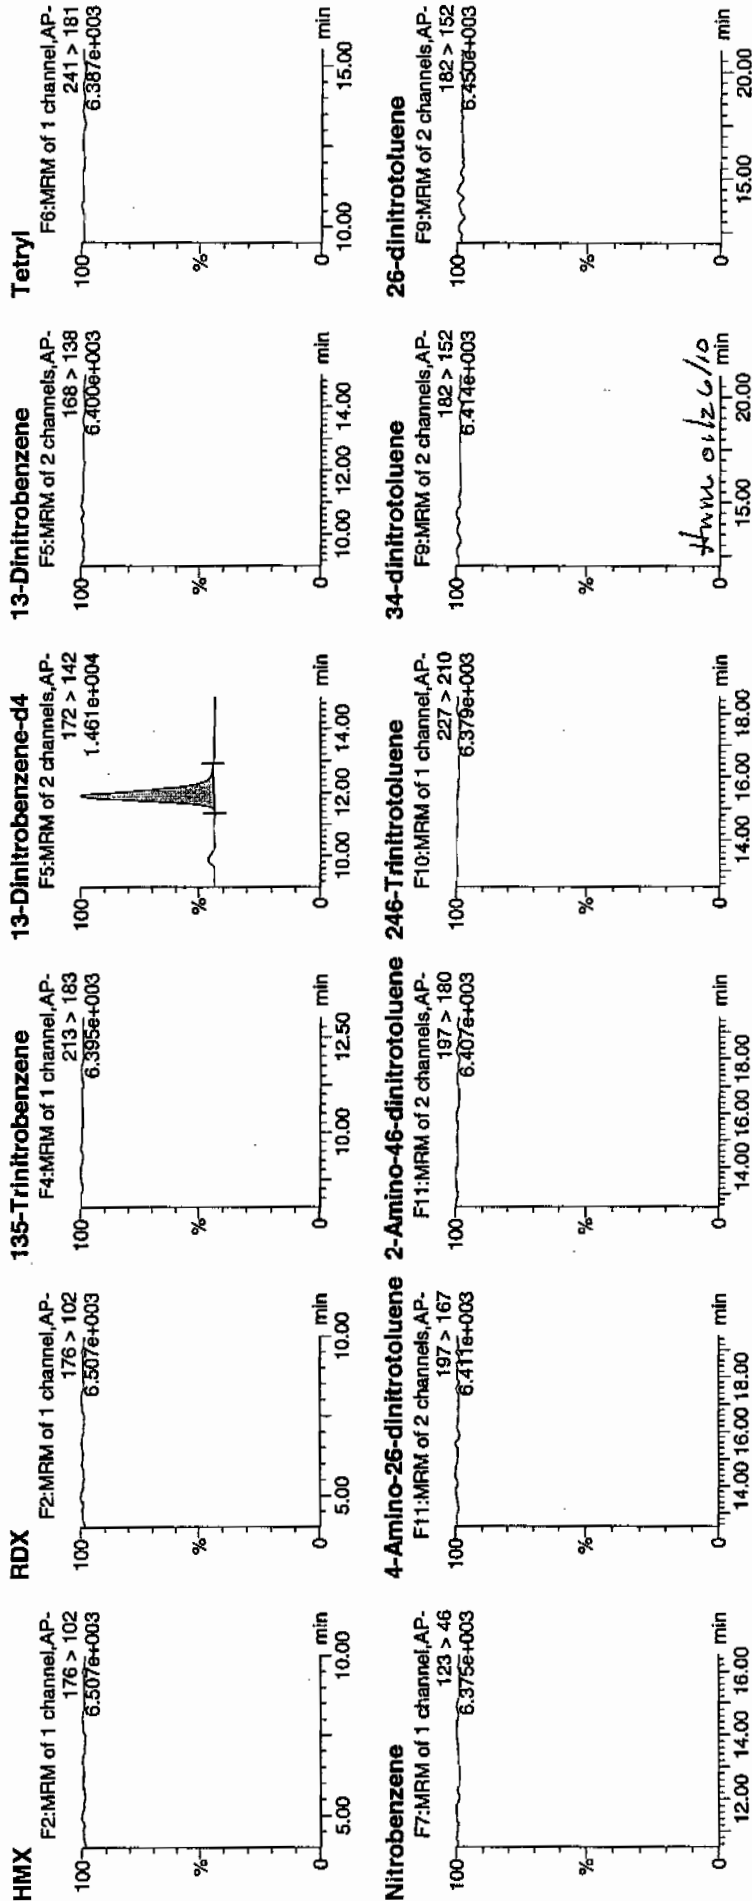 HMX
F2:MRM of 1 channel,AP-
176 > 102
6.507e+003
100
%
0
5.00 10.00 min
RDX
F2:MRM of 1 channel,AP-
176 > 102
6.507e+003
100
%
0
5.00 10.00 min
135-Trinitrobenzene
F4:MRM of 1 channel,AP-
213 > 183
6.395e+003
100
%
0
10.00 12.50 min
13-Dinitrobenzene-d4
F5:MRM of 2 channels,AP-
172 > 142
1.461e+004
100
%
0
10.00 12.00 14.00 min
13-Dinitrobenzene
F5:MRM of 2 channels,AP-
168 > 138
6.400e+003
100
%
0
10.00 12.00 14.00 min
Tetryl
F6:MRM of 1 channel,AP-
241 > 181
6.387e+003
100
%
0
10.00 15.00 min
Nitrobenzene
F7:MRM of 1 channel,AP-
123 > 46
6.375e+003
100
%
0
12.00 14.00 16.00 min
4-Amino-26-dinitrotoluene
F11:MRM of 2 channels,AP-
197 > 167
6.411e+003
100
%
0
14.00 16.00 18.00 min
2-Amino-46-dinitrotoluene
F11:MRM of 2 channels,AP-
197 > 180
6.407e+003
100
%
0
14.00 16.00 18.00 min
246-Trinitrotoluene
F10:MRM of 1 channel,AP-
227 > 210
6.379e+003
100
%
0
14.00 16.00 18.00 min
34-dinitrotoluene
F9:MRM of 2 channels,AP-
182 > 152
6.414e+003
100
%
0
15.00 20.00 min
01/26/10
26-dinitrotoluene
F9:MRM of 2 channels,AP-
182 > 152
6.450e+003
100
%
0
15.00 20.00 min